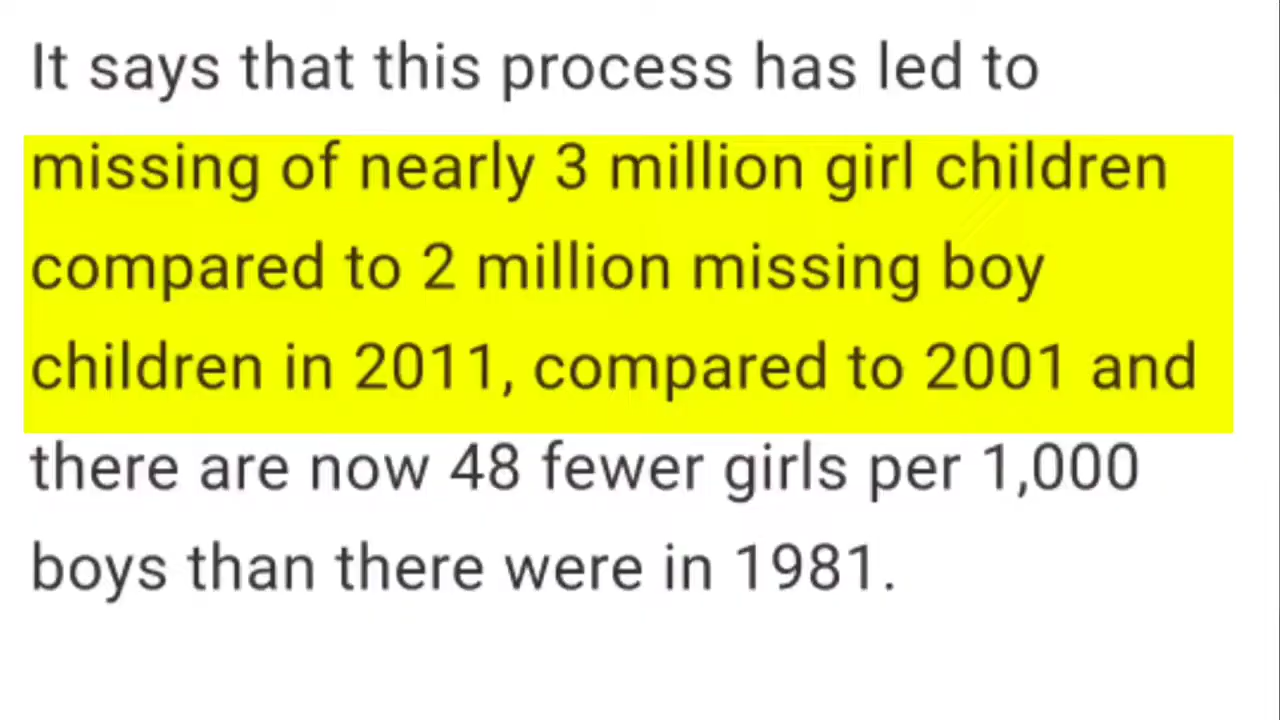 It says that this process has led to
missing of nearly 3 million girl children
compared to 2 million missing boy
children in 2011, compared to 2001 and
there are now 48 fewer girls per 1,000
boys than there were in 1981.